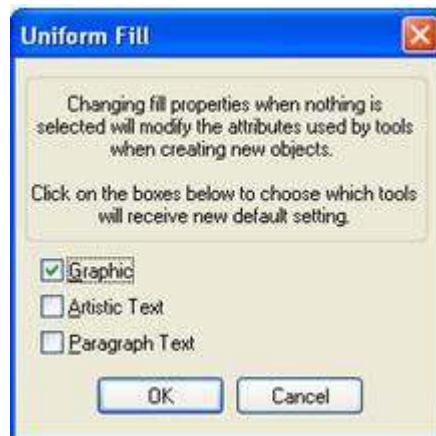 Uniform Fill
Changing fill properties when nothing is
selected will modify the attributes used by tools
when creating new objects.
Click on the boxes below to choose which tools
will receive new default setting.
Graphic
Artistic Text
Paragraph Text
OK
Cancel